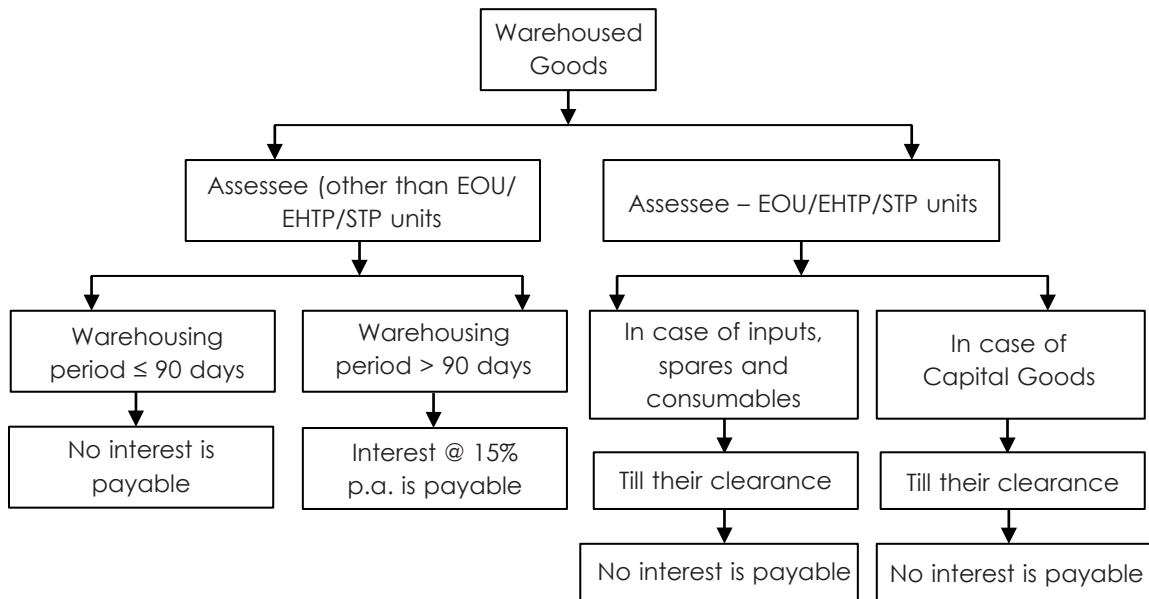 Warehoused
Goods
Assessee (other than EOU/
EHTP/STP units
Assessee – EOU/EHTP/STP units
Warehousing
period ≤ 90 days
Warehousing
period > 90 days
In case of inputs,
spares and
consumables
In case of
Capital Goods
No interest is
payable
Interest @ 15%
p.a. is payable
Till their clearance
Till their clearance
No interest is payable
No interest is payable